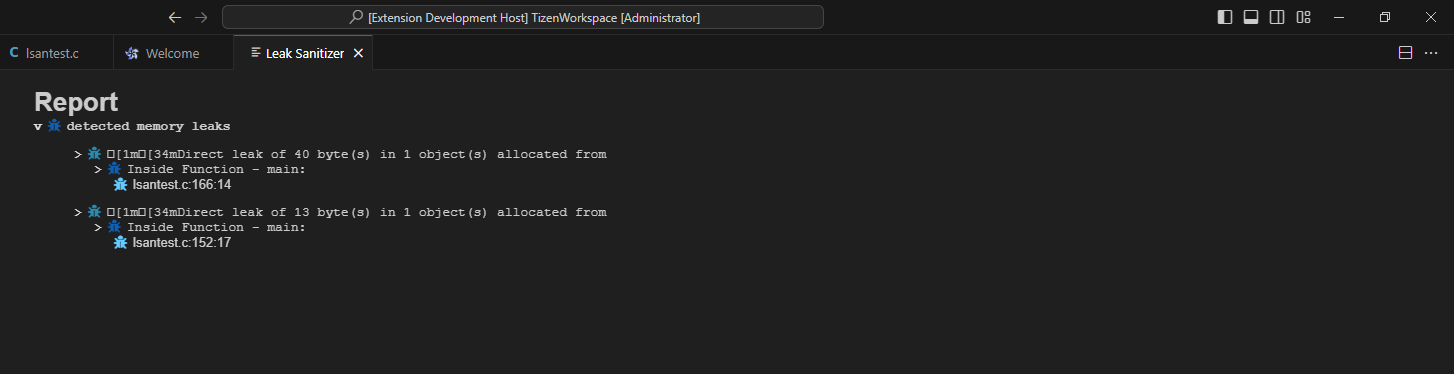 [Extension Development Host] TizenWorkspace [Administrator]
C lsantest.c Welcome Leak Sanitizer
Report
v detected memory leaks
> □[1m□[34mDirect leak of 40 byte(s) in 1 object(s) allocated from
> Inside Function - main:
lsantest.c:166:14
> □[1m□[34mDirect leak of 13 byte(s) in 1 object(s) allocated from
> Inside Function - main:
lsantest.c:152:17